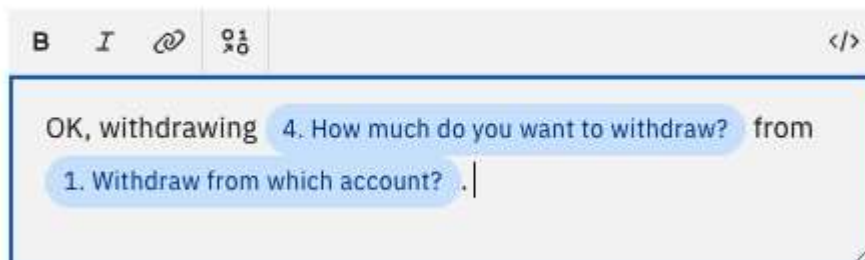 B I </>
OK, withdrawing 4. How much do you want to withdraw? from
1. Withdraw from which account? .